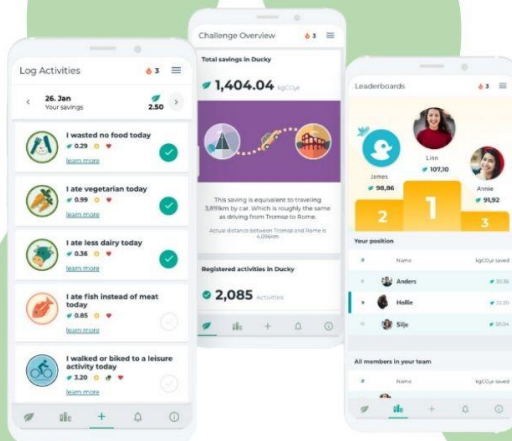 Log Activities
3
26. Jan
Your savings
2.50
I wasted no food today
0.29
learn more
I ate vegetarian today
0.99
learn more
I ate less dairy today
0.36
learn more
I ate fish instead of meat
today
0.85
learn more
I walked or biked to a leisure
activity today
3.20
learn more
Challenge Overview
3
Total savings in Ducky
1,404.04 kgCO₂e
This saving is equivalent to traveling
3,899km by car. Which is roughly the same
as driving from Tromsø to Rome.
Actual distance between Tromsø and Rome is
Registered activities in Ducky
2,085 Activities
Leaderboards
3
Linn
107,10
James
98,86
Annie
91,92
2
1
3
Your position
#
Name
kgCO₂e saved
Anders
Hallie
Silje
All members in your team
#
Name
kgCO₂e saved